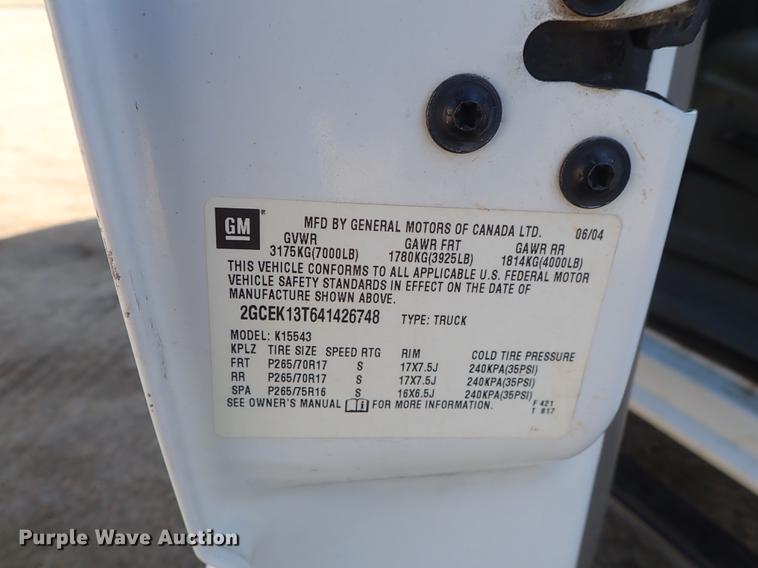 GM ® MFD BY GENERAL MOTORS OF CANADA LTD. 06/04
GVWR GAWR FRT GAWR RR
3175KG(7000LB) 1780KG(3925LB) 1814KG(4000LB)
THIS VEHICLE CONFORMS TO ALL APPLICABLE U.S. FEDERAL MOTOR
VEHICLE SAFETY STANDARDS IN EFFECT ON THE DATE OF
MANUFACTURE SHOWN ABOVE.
2GCEK13T641426748 TYPE: TRUCK
MODEL: K15543
KPLZ TIRE SIZE SPEED RTG RIM COLD TIRE PRESSURE
FRT P265/70R17 S 17X7.5J 240KPA(35PSI)
RR P265/70R17 S 17X7.5J 240KPA(35PSI)
SPA P265/75R16 S 16X6.5J 240KPA(35PSI)
SEE OWNER'S MANUAL FOR MORE INFORMATION.
F 421
T 817
Purple Wave Auction